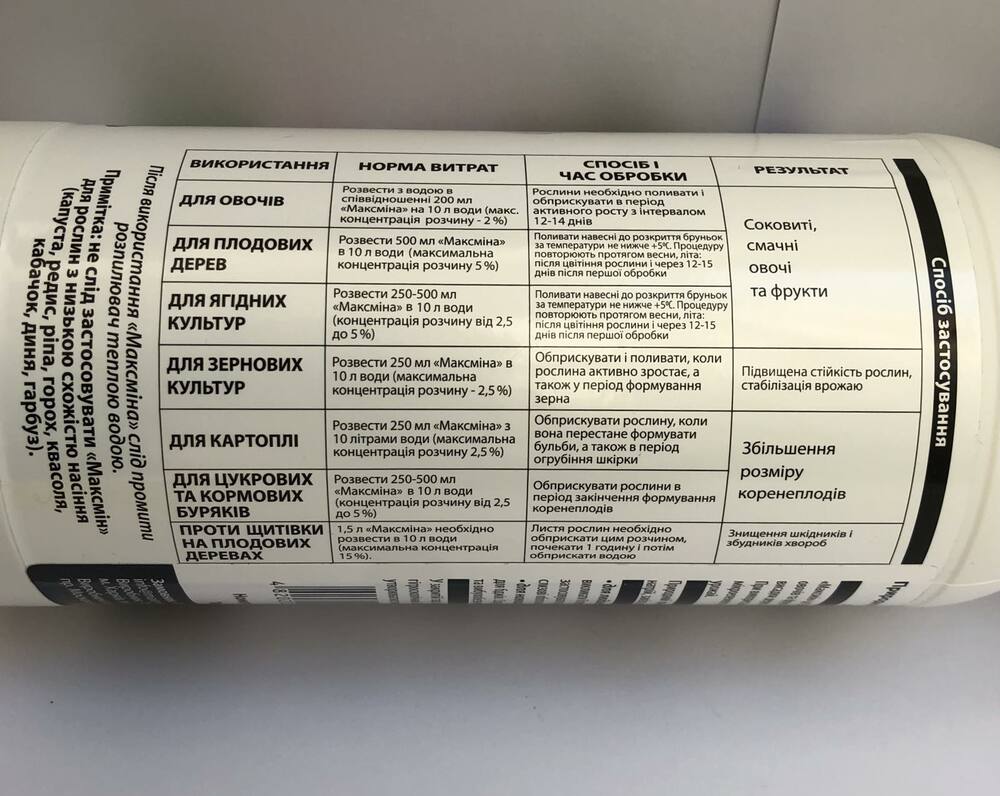 Спосіб застосування
ВИКОРИСТАННЯ
НОРМА ВИТРАТ
СПОСІБ І
ЧАС ОБРОБКИ
РЕЗУЛЬТАТ
ДЛЯ ОВОЧІВ
Розвести з водою в
співвідношенні 200 мл
«Максміна» на 10 л води (макс.
концентрація розчину - 2 %)
Рослини необхідно поливати і
обприскувати в період
активного росту з інтервалом
12-14 днів
Соковиті,
смачні
овочі
та фрукти
ДЛЯ ПЛОДОВИХ
ДЕРЕВ
Розвести 500 мл «Максміна»
в 10 л води (максимальна
концентрація розчину 5 %)
Поливати навесні до розкриття бруньок
за температури не нижче +5°С. Процедуру
повторюють протягом весни, літа:
після цвітіння рослини і через 12-15
днів після першої обробки
ДЛЯ ЯГІДНИХ
КУЛЬТУР
Розвести 250-500 мл
«Максміна» в 10 л води
(концентрація розчину від 2,5
до 5 %)
Поливати навесні до розкриття бруньок
за температури не нижче +5°С. Процедуру
повторюють протягом весни, літа:
після цвітіння рослини і через 12-15
днів після першої обробки
ДЛЯ ЗЕРНОВИХ
КУЛЬТУР
Розвести 250 мл «Максміна» в
10 л води (максимальна
концентрація розчину - 2,5 %)
Обприскувати і поливати, коли
рослина активно зростає, а
також у період формування
зерна
Підвищена стійкість рослин,
стабілізація врожаю
ДЛЯ КАРТОПЛІ
Розвести 250 мл «Максміна» з
10 літрами води (максимальна
концентрація розчину 2,5 %)
Обприскувати рослину, коли
вона перестане формувати
бульби, а також в період
огрубіння шкірки
Збільшення
розміру
коренеплодів
ДЛЯ ЦУКРОВИХ
ТА КОРМОВИХ
БУРЯКІВ
Розвести 250-500 мл
«Максміна» в 10 л води
(концентрація розчину від 2,5
до 5 %)
Обприскувати рослини в
період закінчення формування
коренеплодів
ПРОТИ ЩИТІВКИ
НА ПЛОДОВИХ
ДЕРЕВАХ
1,5 л «Максміна» необхідно
розвести в 10 л води
(максимальна концентрація
15 %).
Листя рослин необхідно
обприскати цим розчином,
почекати 1 годину і потім
обприскати водою
Знищення шкідників і
збудників хвороб
Після використання «Максміна» слід промити
розпилювач теплою водою.
Примітка: не слід застосовувати «Максмін»
для рослин з низькою схожістю насіння
(капуста, редис, ріпа, горох, квасоля,
кабачок, диня, гарбуз).